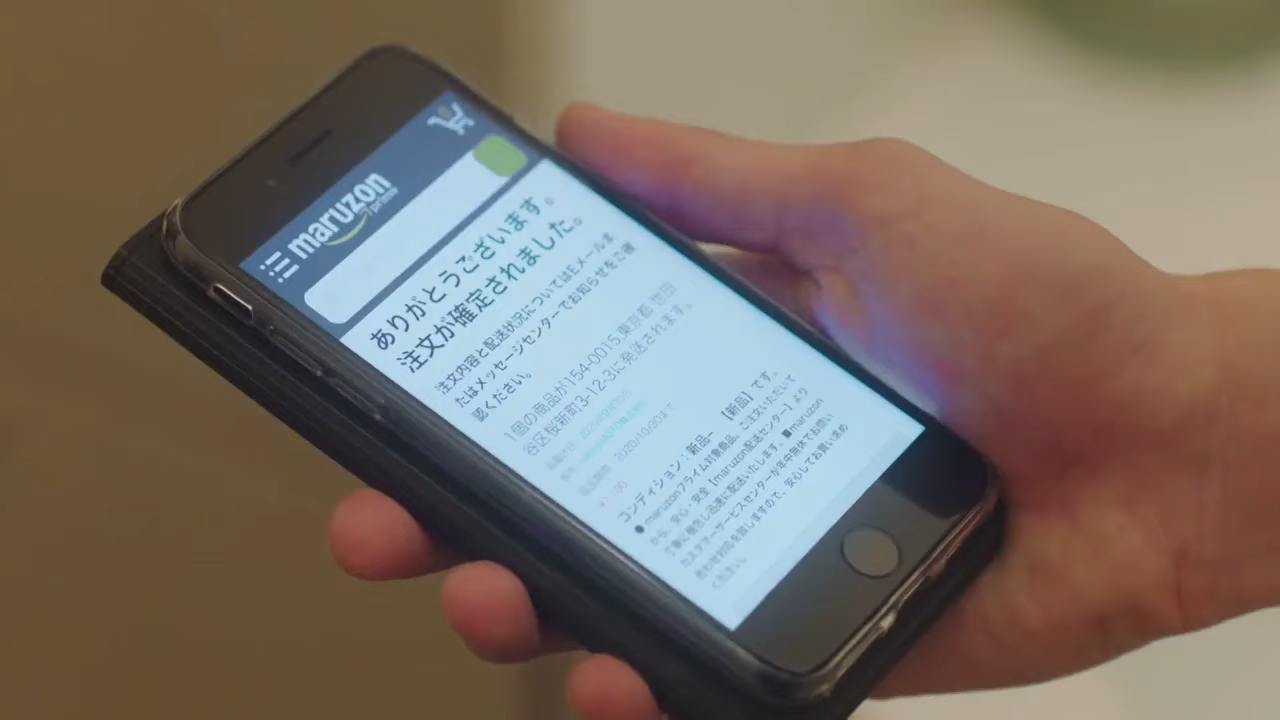 maruzon
prime
ありがとうございます。
注文が確定されました。
注文内容と配送状況についてはEメールま
たはメッセージセンターでお知らせをご確
認ください。
1個の商品が154-0015,東京都 世田
谷区桜新町3-12-3に発送されます。
2020/10/30まで
コンディション：新品- 【新品】です。
●maruzonプライム対象商品。ご注文いただいて
から、安心・安全【maruzon配送センター】より
丁寧に梱包し迅速に配送いたします。■maruzon
カスタマーサービスセンターが年中無休でお問い
合わせ対応を致しますので、安心してお買い求め
ください。